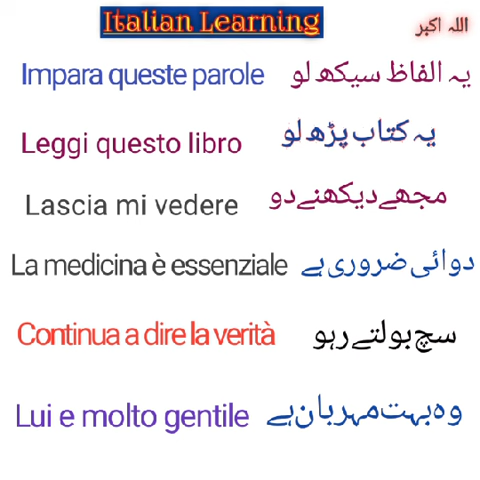 Italian Learning
اللہ اکبر
Impara queste parole یہ الفاظ سیکھ لو
Leggi questo libro یہ کتاب پڑھ لو
Lascia mi vedere مجھے دیکھنے دو
La medicina è essenziale دوائی ضروری ہے
Continua a dire la verità سچ بولتے رہو
Lui e molto gentile وہ بہت مہربان ہے